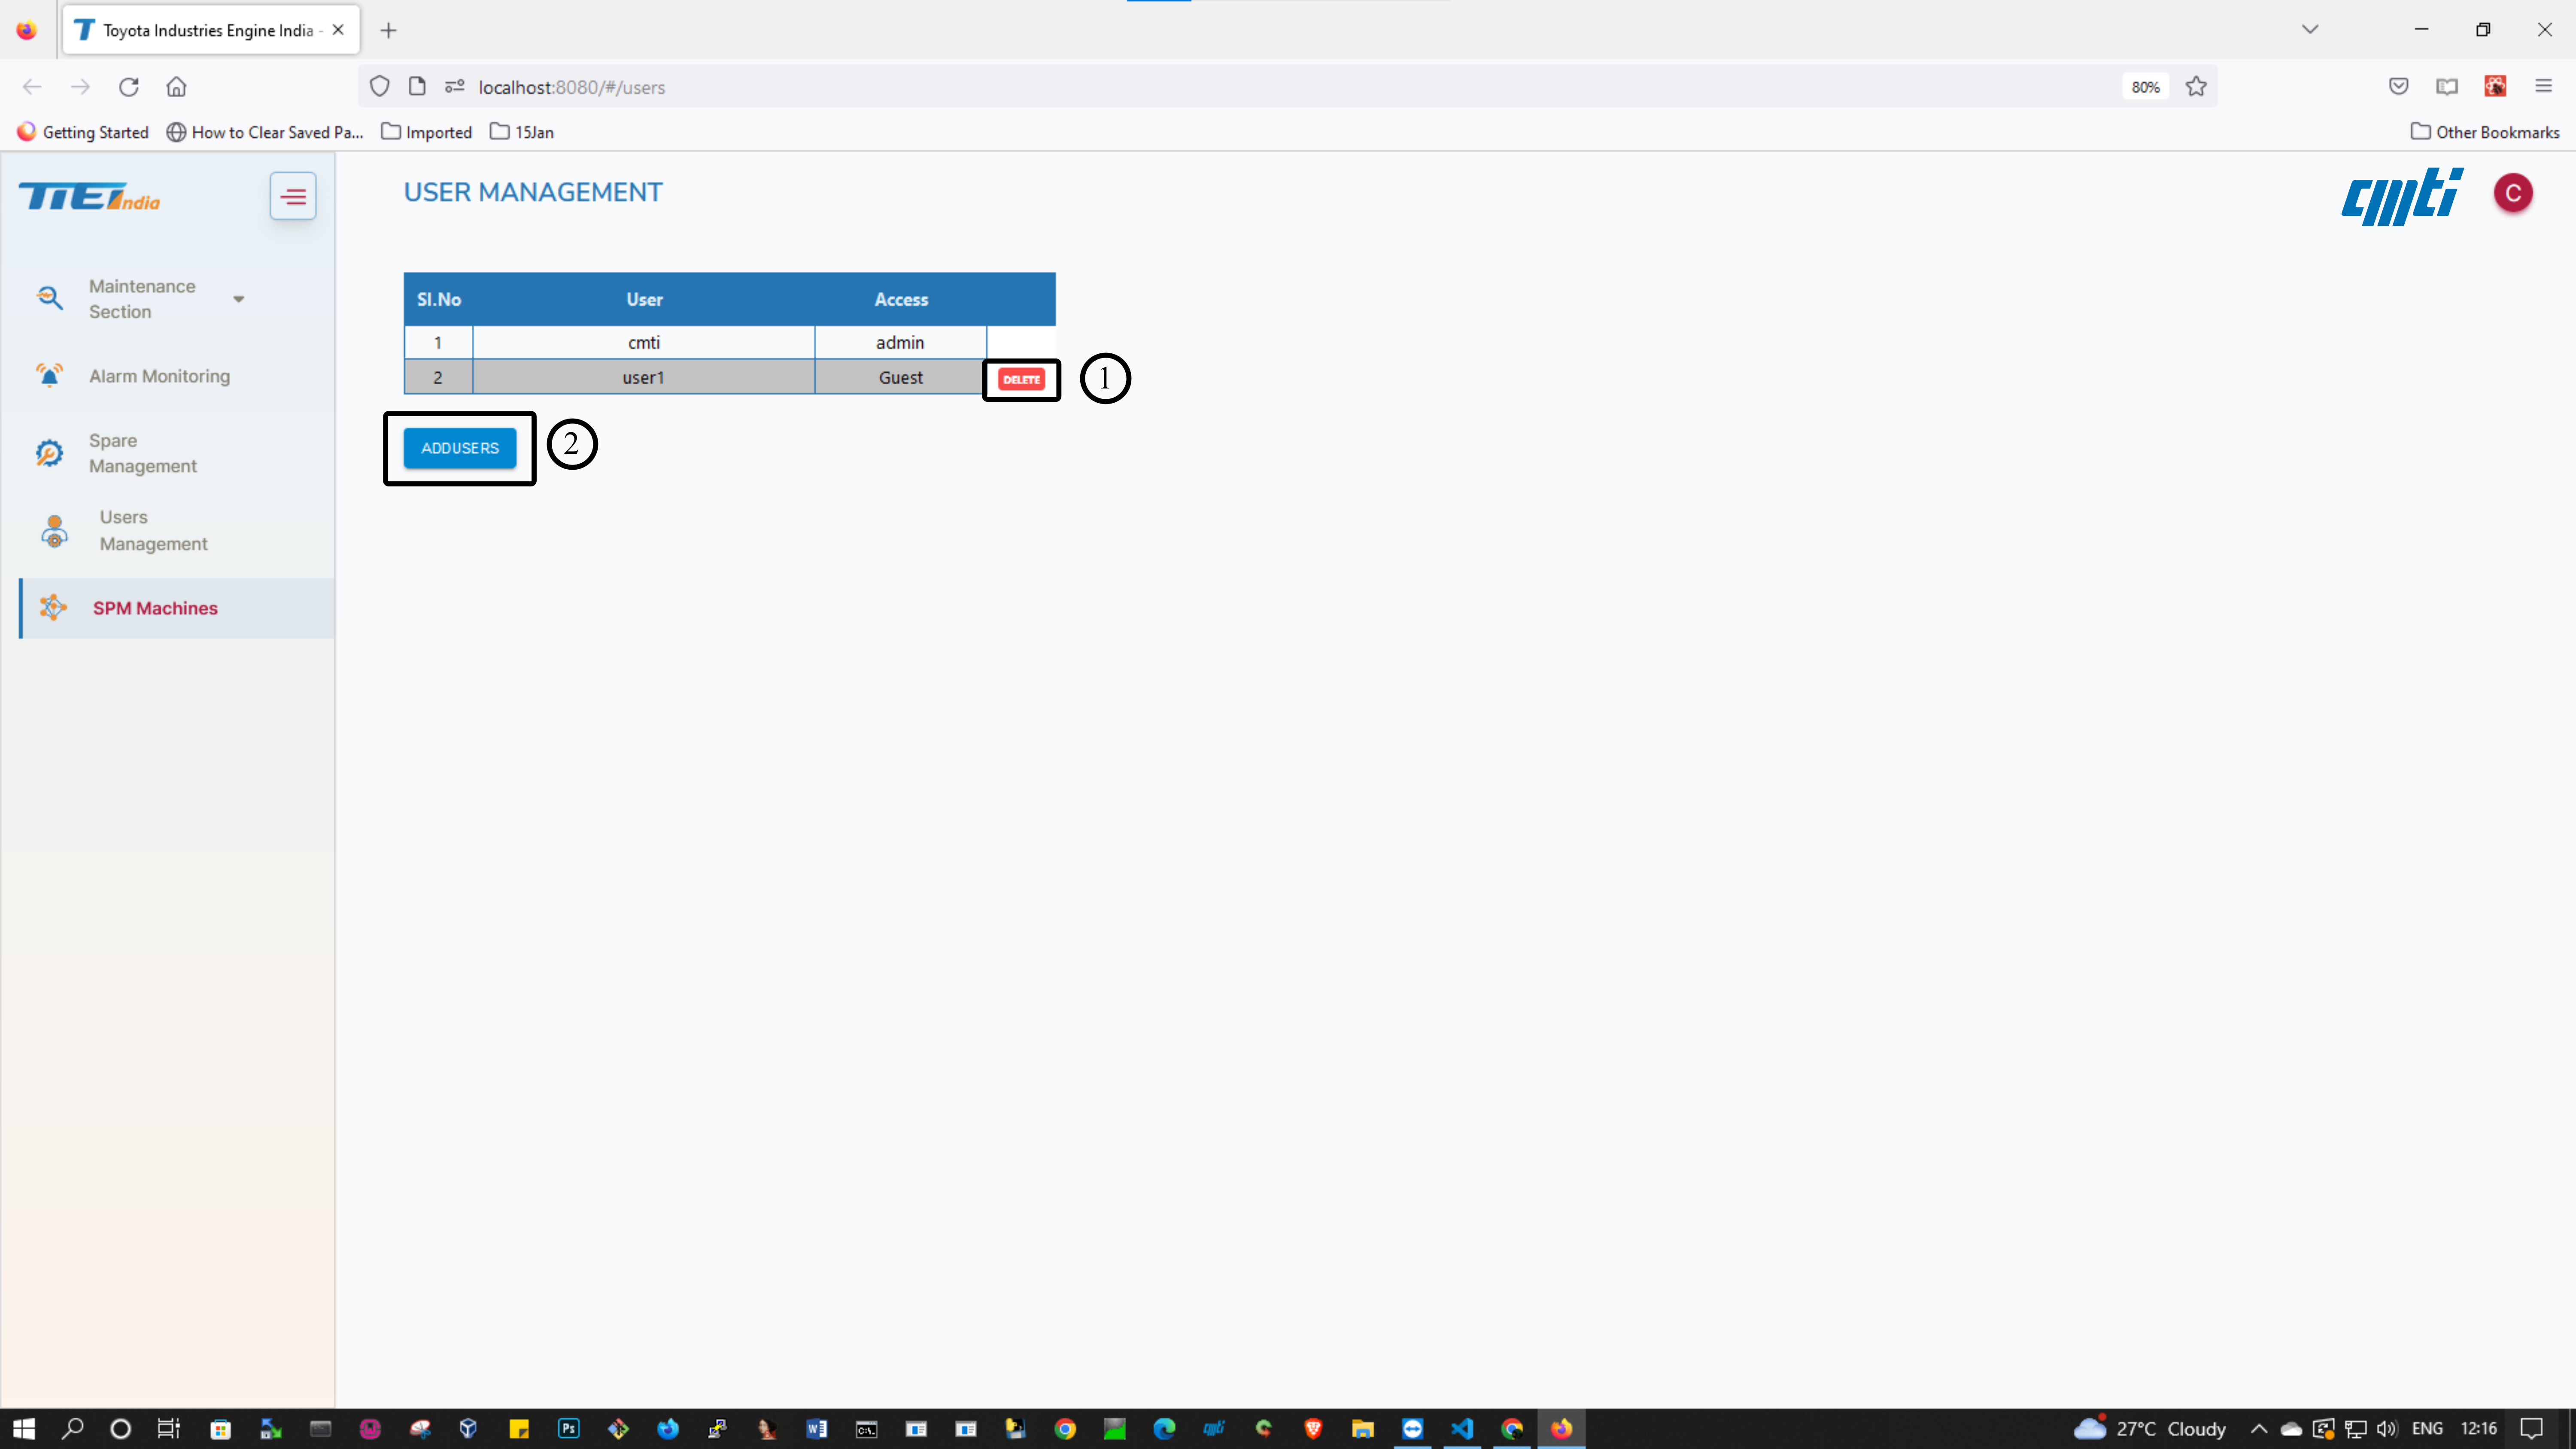 Toyota Industries Engine India -
localhost:8080/#/users
80%
Getting Started
How to Clear Saved Pa...
Imported
15Jan
Other Bookmarks
TIEIndia
USER MANAGEMENT
cmti
C
Maintenance
Section
Alarm Monitoring
Spare
Management
Users
Management
SPM Machines
Sl.No User Access
1 cmti admin
2 user1 Guest DELETE
1
ADDUSERS
2
27°C Cloudy
ENG
12:16